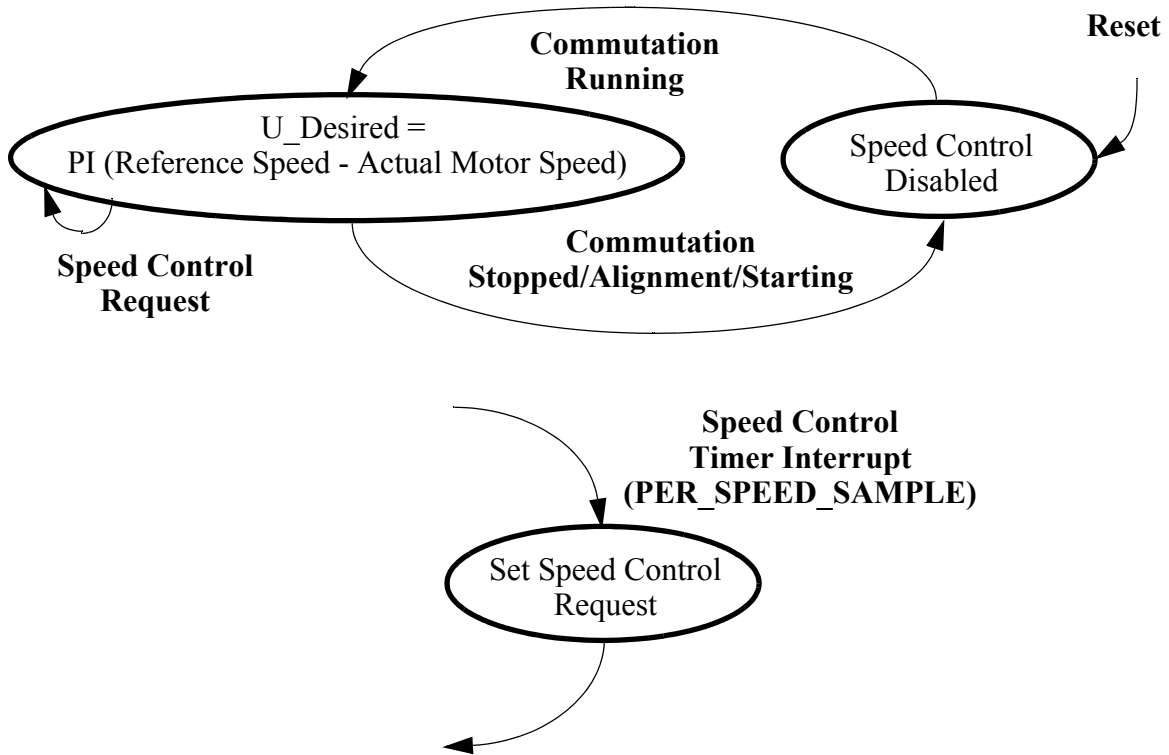 Reset
Commutation
Running
U_Desired =
PI (Reference Speed - Actual Motor Speed)
Speed Control
Disabled
Speed Control
Request
Commutation
Stopped/Alignment/Starting
Speed Control
Timer Interrupt
(PER_SPEED_SAMPLE)
Set Speed Control
Request